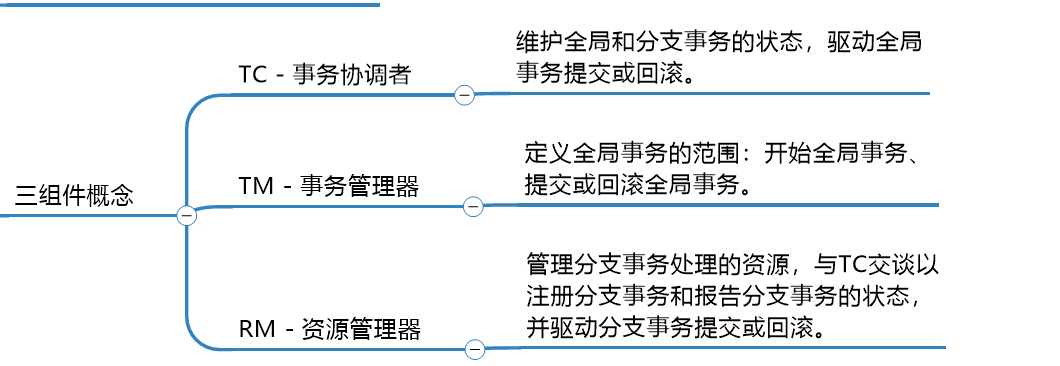 三组件概念
TC - 事务协调者
维护全局和分支事务的状态，驱动全局
事务提交或回滚。
TM - 事务管理器
定义全局事务的范围：开始全局事务、
提交或回滚全局事务。
RM - 资源管理器
管理分支事务处理的资源，与TC交谈以
注册分支事务和报告分支事务的状态，
并驱动分支事务提交或回滚。